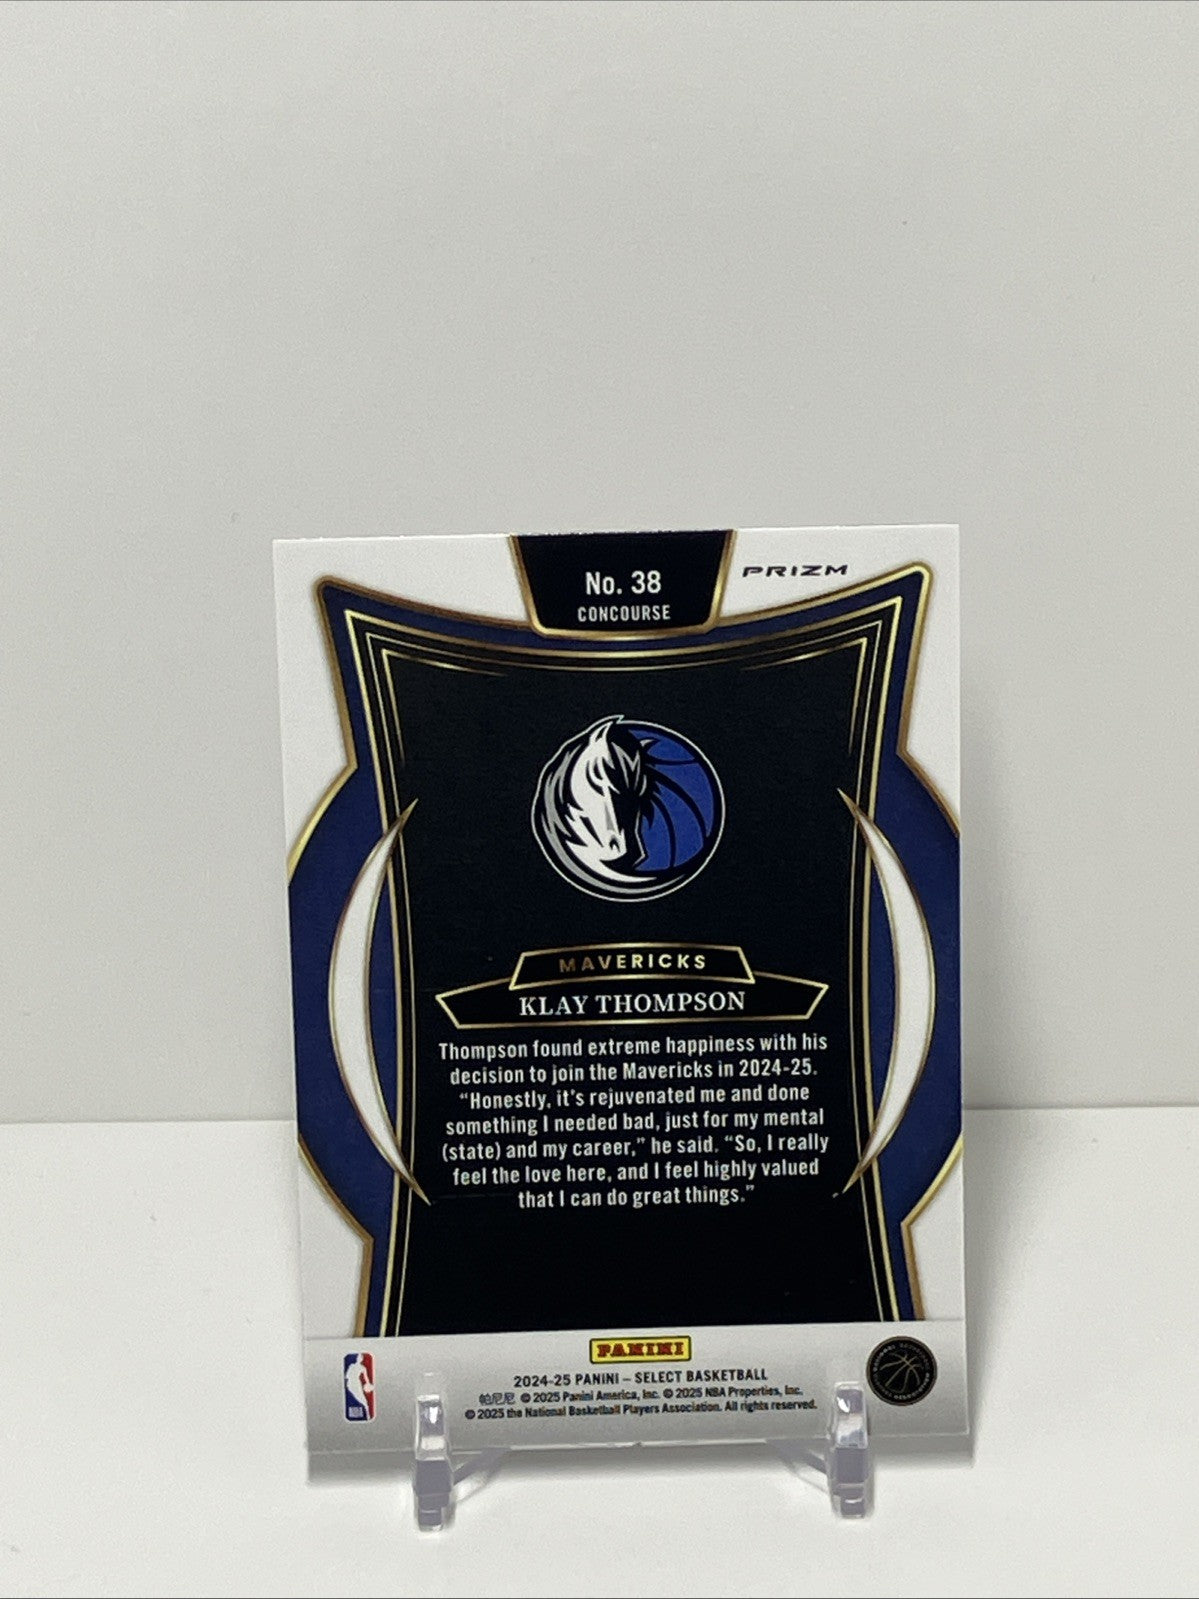 No. 38
CONCOURSE
PRIZM
MAVERICKS
KLAY THOMPSON
Thompson found extreme happiness with his
decision to join the Mavericks in 2024-25.
“Honestly, it's rejuvenated me and done
something I needed bad, just for my mental
(state) and my career,” he said. “So, I really
feel the love here, and I feel highly valued
that I can do great things.”
PANINI
2024-25 PANINI – SELECT BASKETBALL
帕尼尼 © 2025 Panini America, Inc. © 2025 NBA Properties, Inc.
© 2025 the National Basketball Players Association. All rights reserved.
NBA